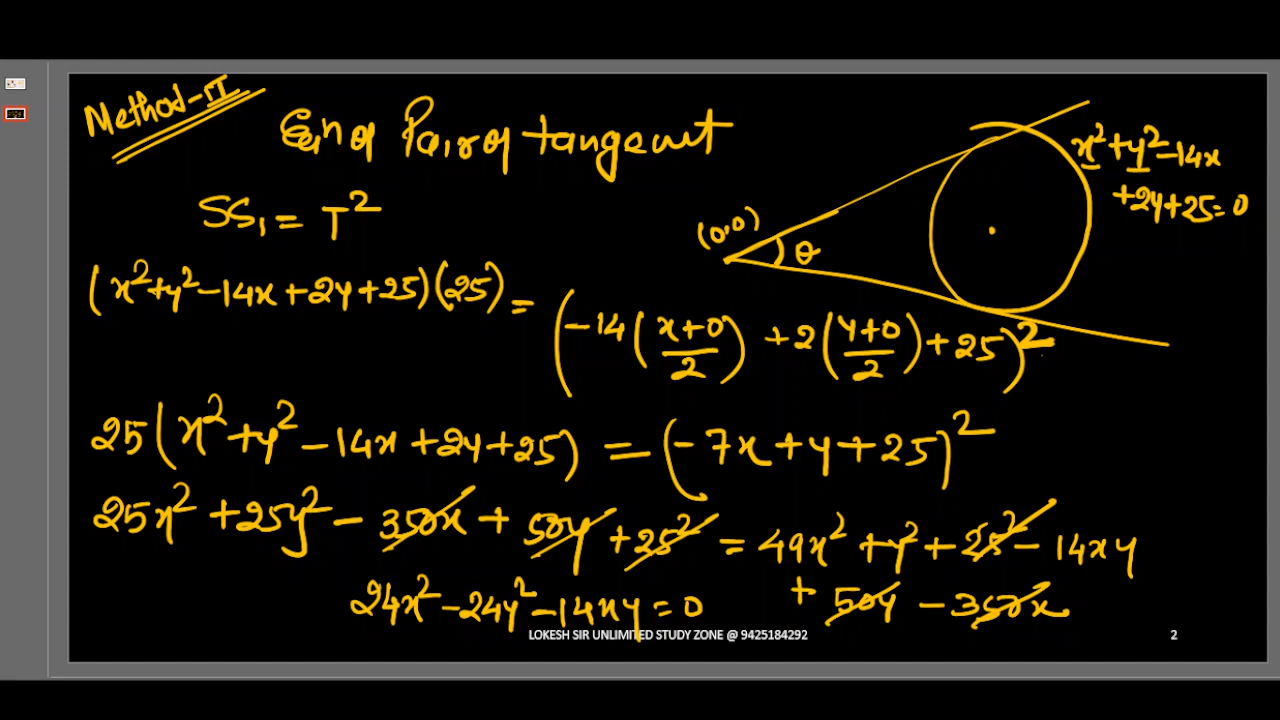 Method-II
Eqn of Pair of tangent
x²+y²-14x
+2y+25=0
SS₁ = T²
(0,0)
θ
(x²+y²-14x+2y+25)(25) = (-14((x+0)/2) +2((y+0)/2)+25)²
25(x²+y²-14x+2y+25) = (-7x+y+25)²
25x²+25y²-350x+50y+25² = 49x²+y²+25²-14xy
+50y-350x
24x²-24y²-14xy=0
LOKESH SIR UNLIMITED STUDY ZONE @ 9425184292
2